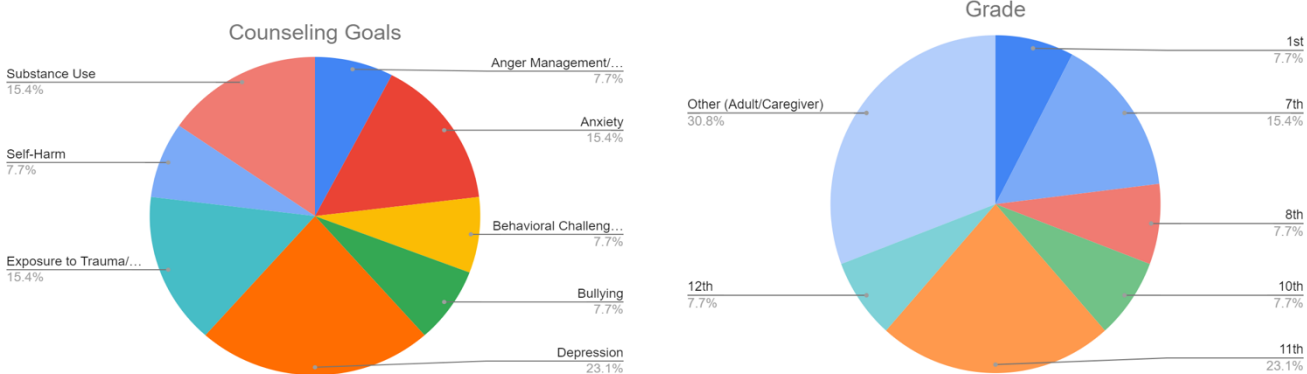 Counseling Goals
Substance Use
15.4%
Self-Harm
7.7%
Exposure to Trauma/…
15.4%
Anger Management/…
7.7%
Anxiety
15.4%
Behavioral Challeng…
7.7%
Bullying
7.7%
Depression
23.1%
Grade
Other (Adult/Caregiver)
30.8%
12th
7.7%
1st
7.7%
7th
15.4%
8th
7.7%
10th
7.7%
11th
23.1%